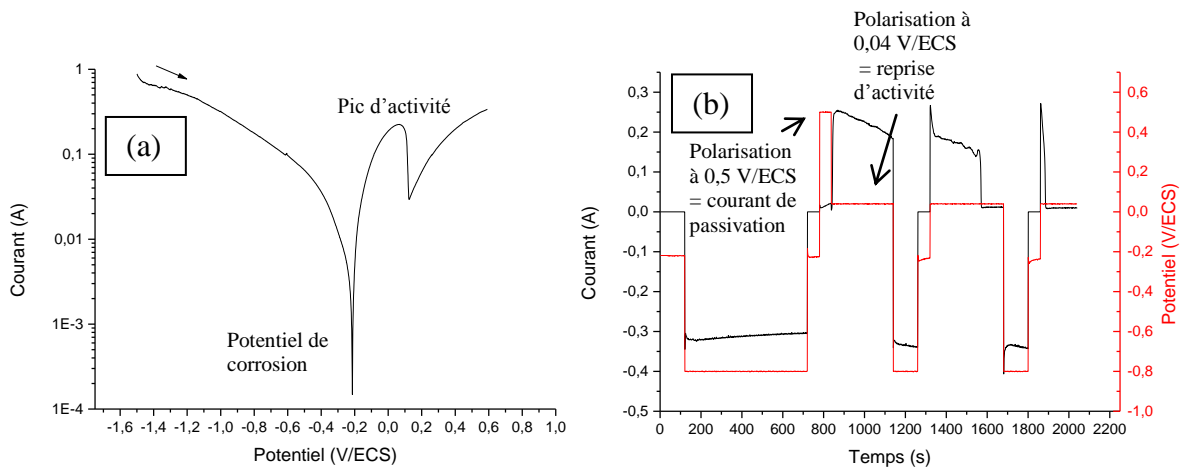 1
0,1
0,01
1E-3
1E-4
Courant (A)
(a)
Pic d'activité
Potentiel de
corrosion
-1,6 -1,4 -1,2 -1,0 -0,8 -0,6 -0,4 -0,2 0,0 0,2 0,4 0,6 0,8 1,0
Potentiel (V/ECS)
Polarisation à
0,04 V/ECS
= reprise
d'activité
(b)
Polarisation
à 0,5 V/ECS
= courant de
passivation
0,3
0,2
0,1
0,0
-0,1
-0,2
-0,3
-0,4
-0,5
Courant (A)
0,6
0,4
0,2
0,0
-0,2
-0,4
-0,6
-0,8
-1,0
Potentiel (V/ECS)
0 200 400 600 800 1000 1200 1400 1600 1800 2000 2200
Temps (s)